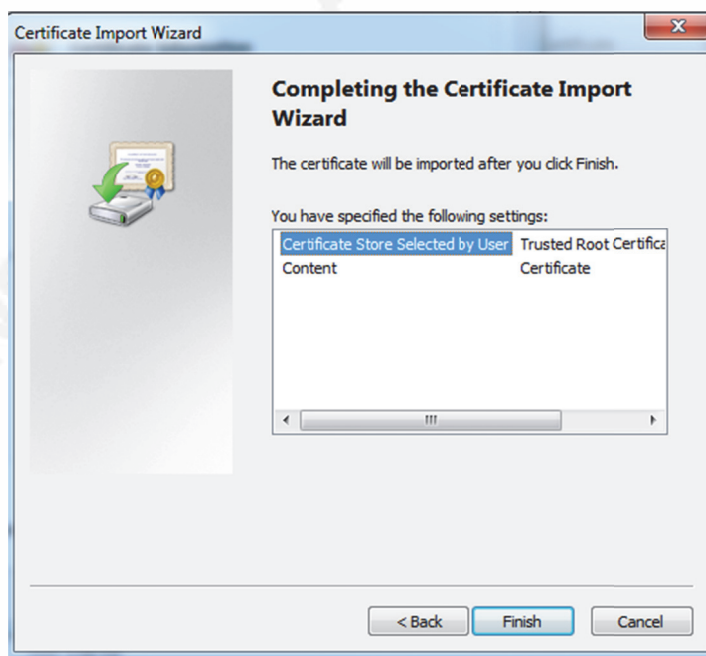 Certificate Import Wizard
Completing the Certificate Import
Wizard
The certificate will be imported after you click Finish.
You have specified the following settings:
Certificate Store Selected by User Trusted Root Certifica
Content Certificate
< Back Finish Cancel